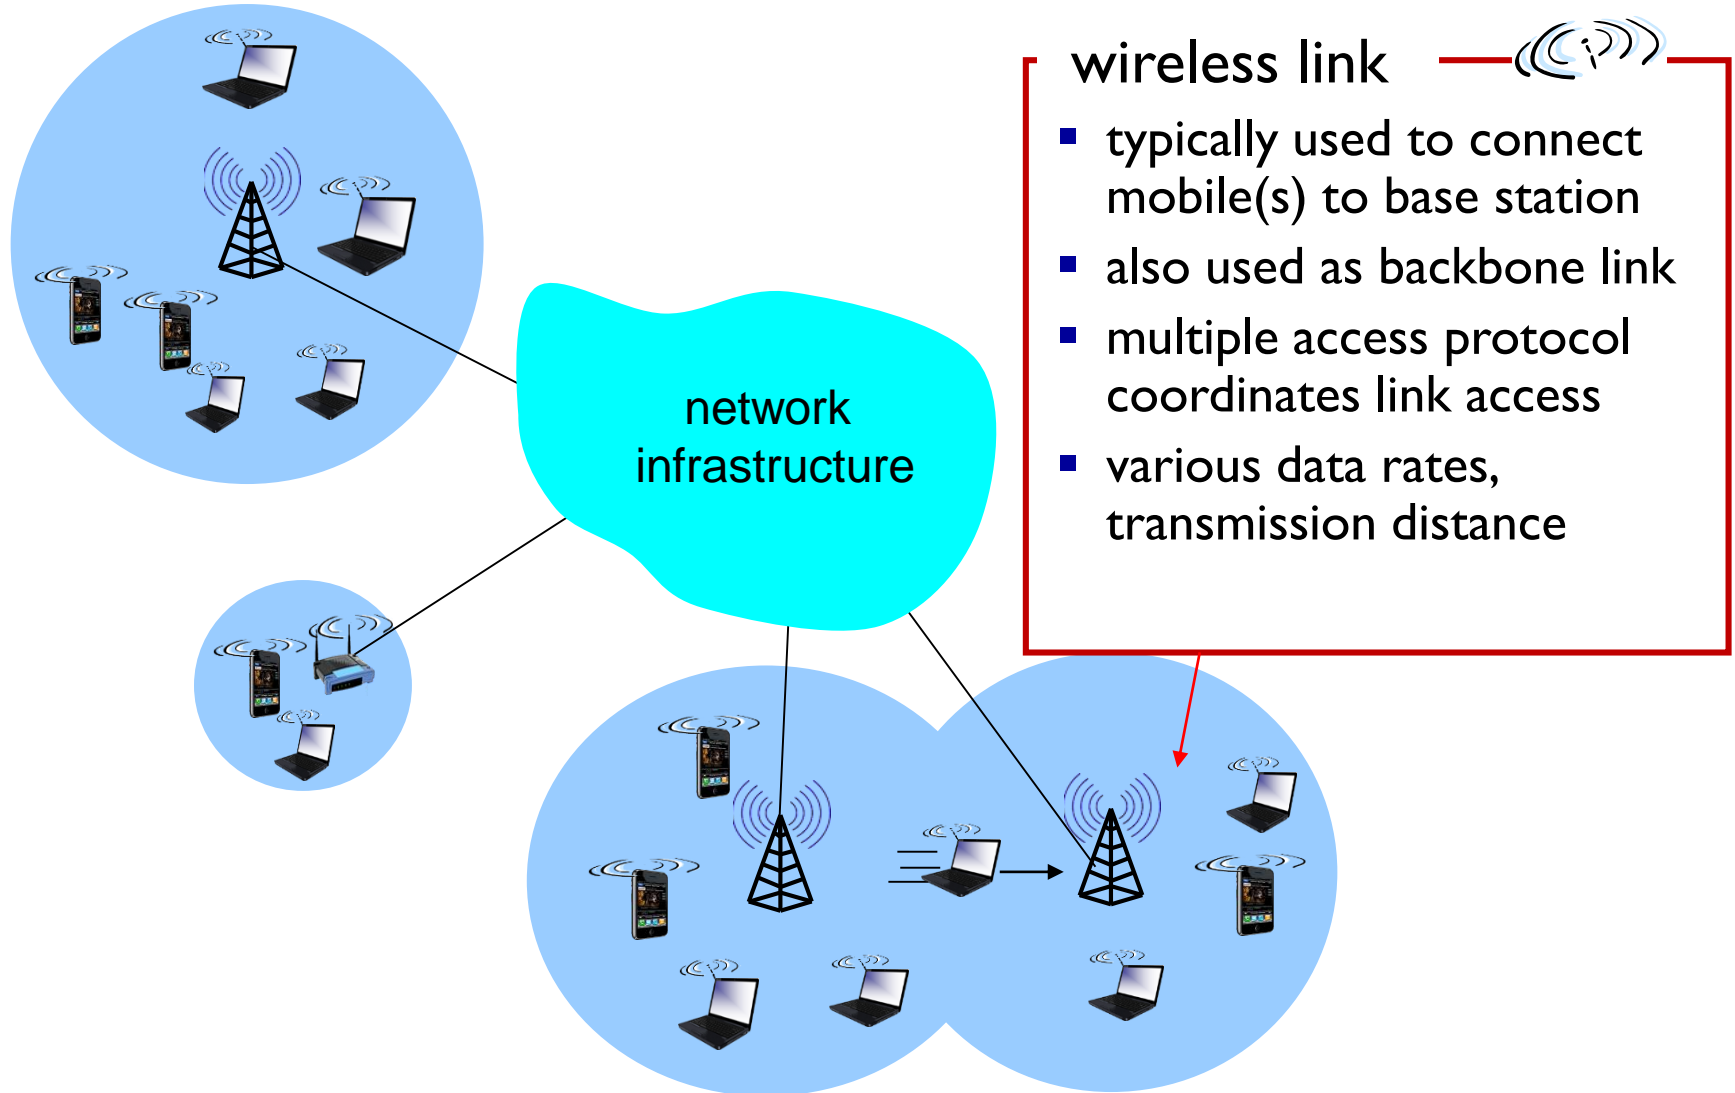 wireless link
typically used to connect
mobile(s) to base station
also used as backbone link
multiple access protocol
coordinates link access
various data rates,
transmission distance
network
infrastructure